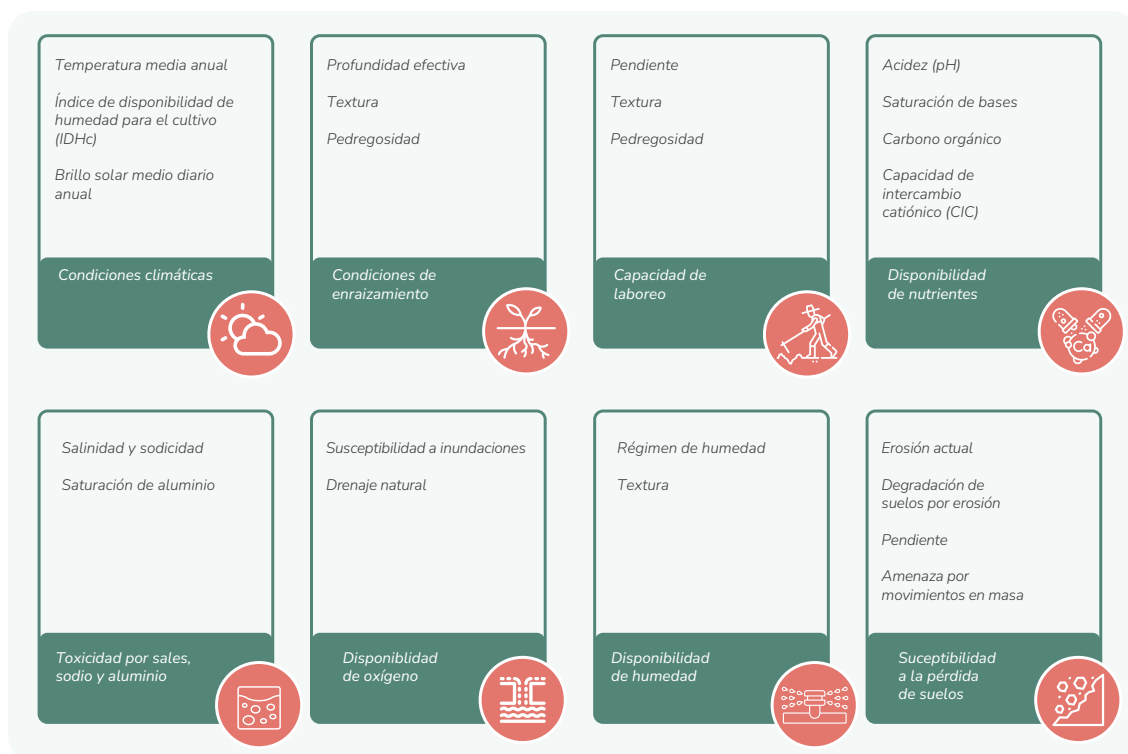 Temperatura media anual
Índice de disponibilidad de
humedad para el cultivo
(IDHc)
Brillo solar medio diario
anual
Condiciones climáticas
Profundidad efectiva
Textura
Pedregosidad
Condiciones de
enraizamiento
Pendiente
Textura
Pedregosidad
Capacidad de
laboreo
Acidez (pH)
Saturación de bases
Carbono orgánico
Capacidad de
intercambio
catiónico (CIC)
Disponibilidad
de nutrientes
Ca
Salinidad y sodicidad
Saturación de aluminio
Toxicidad por sales,
sodio y aluminio
Susceptibilidad a inundaciones
Drenaje natural
Disponiblidad
de oxígeno
Régimen de humedad
Textura
Disponibilidad
de humedad
Erosión actual
Degradación de
suelos por erosión
Pendiente
Amenaza por
movimientos en masa
Suceptibilidad
a la pérdida
de suelos